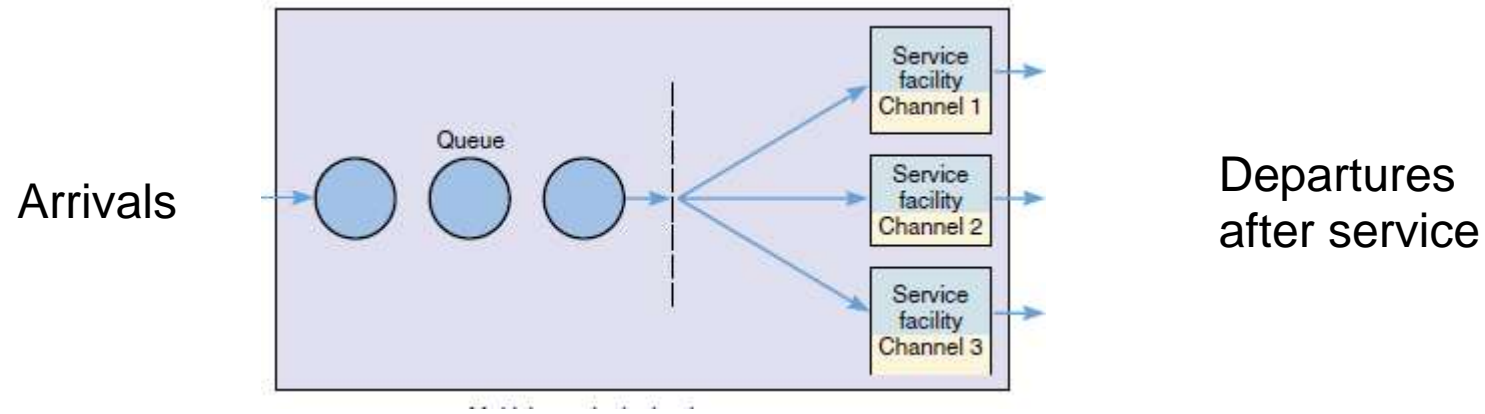 Arrivals
Queue
Service
facility
Channel 1
Service
facility
Channel 2
Service
facility
Channel 3
Departures
after service